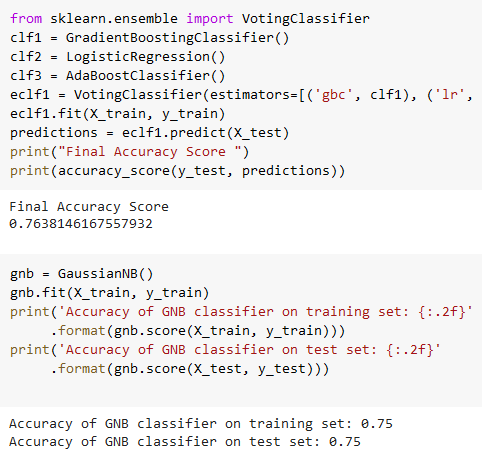 from sklearn.ensemble import VotingClassifier
clf1 = GradientBoostingClassifier()
clf2 = LogisticRegression()
clf3 = AdaBoostClassifier()
eclf1 = VotingClassifier(estimators=[('gbc', clf1), ('lr',
eclf1.fit(X_train, y_train)
predictions = eclf1.predict(X_test)
print("Final Accuracy Score ")
print(accuracy_score(y_test, predictions))
Final Accuracy Score
0.7638146167557932
gnb = GaussianNB()
gnb.fit(X_train, y_train)
print('Accuracy of GNB classifier on training set: {:.2f}'
     .format(gnb.score(X_train, y_train)))
print('Accuracy of GNB classifier on test set: {:.2f}'
     .format(gnb.score(X_test, y_test)))
Accuracy of GNB classifier on training set: 0.75
Accuracy of GNB classifier on test set: 0.75